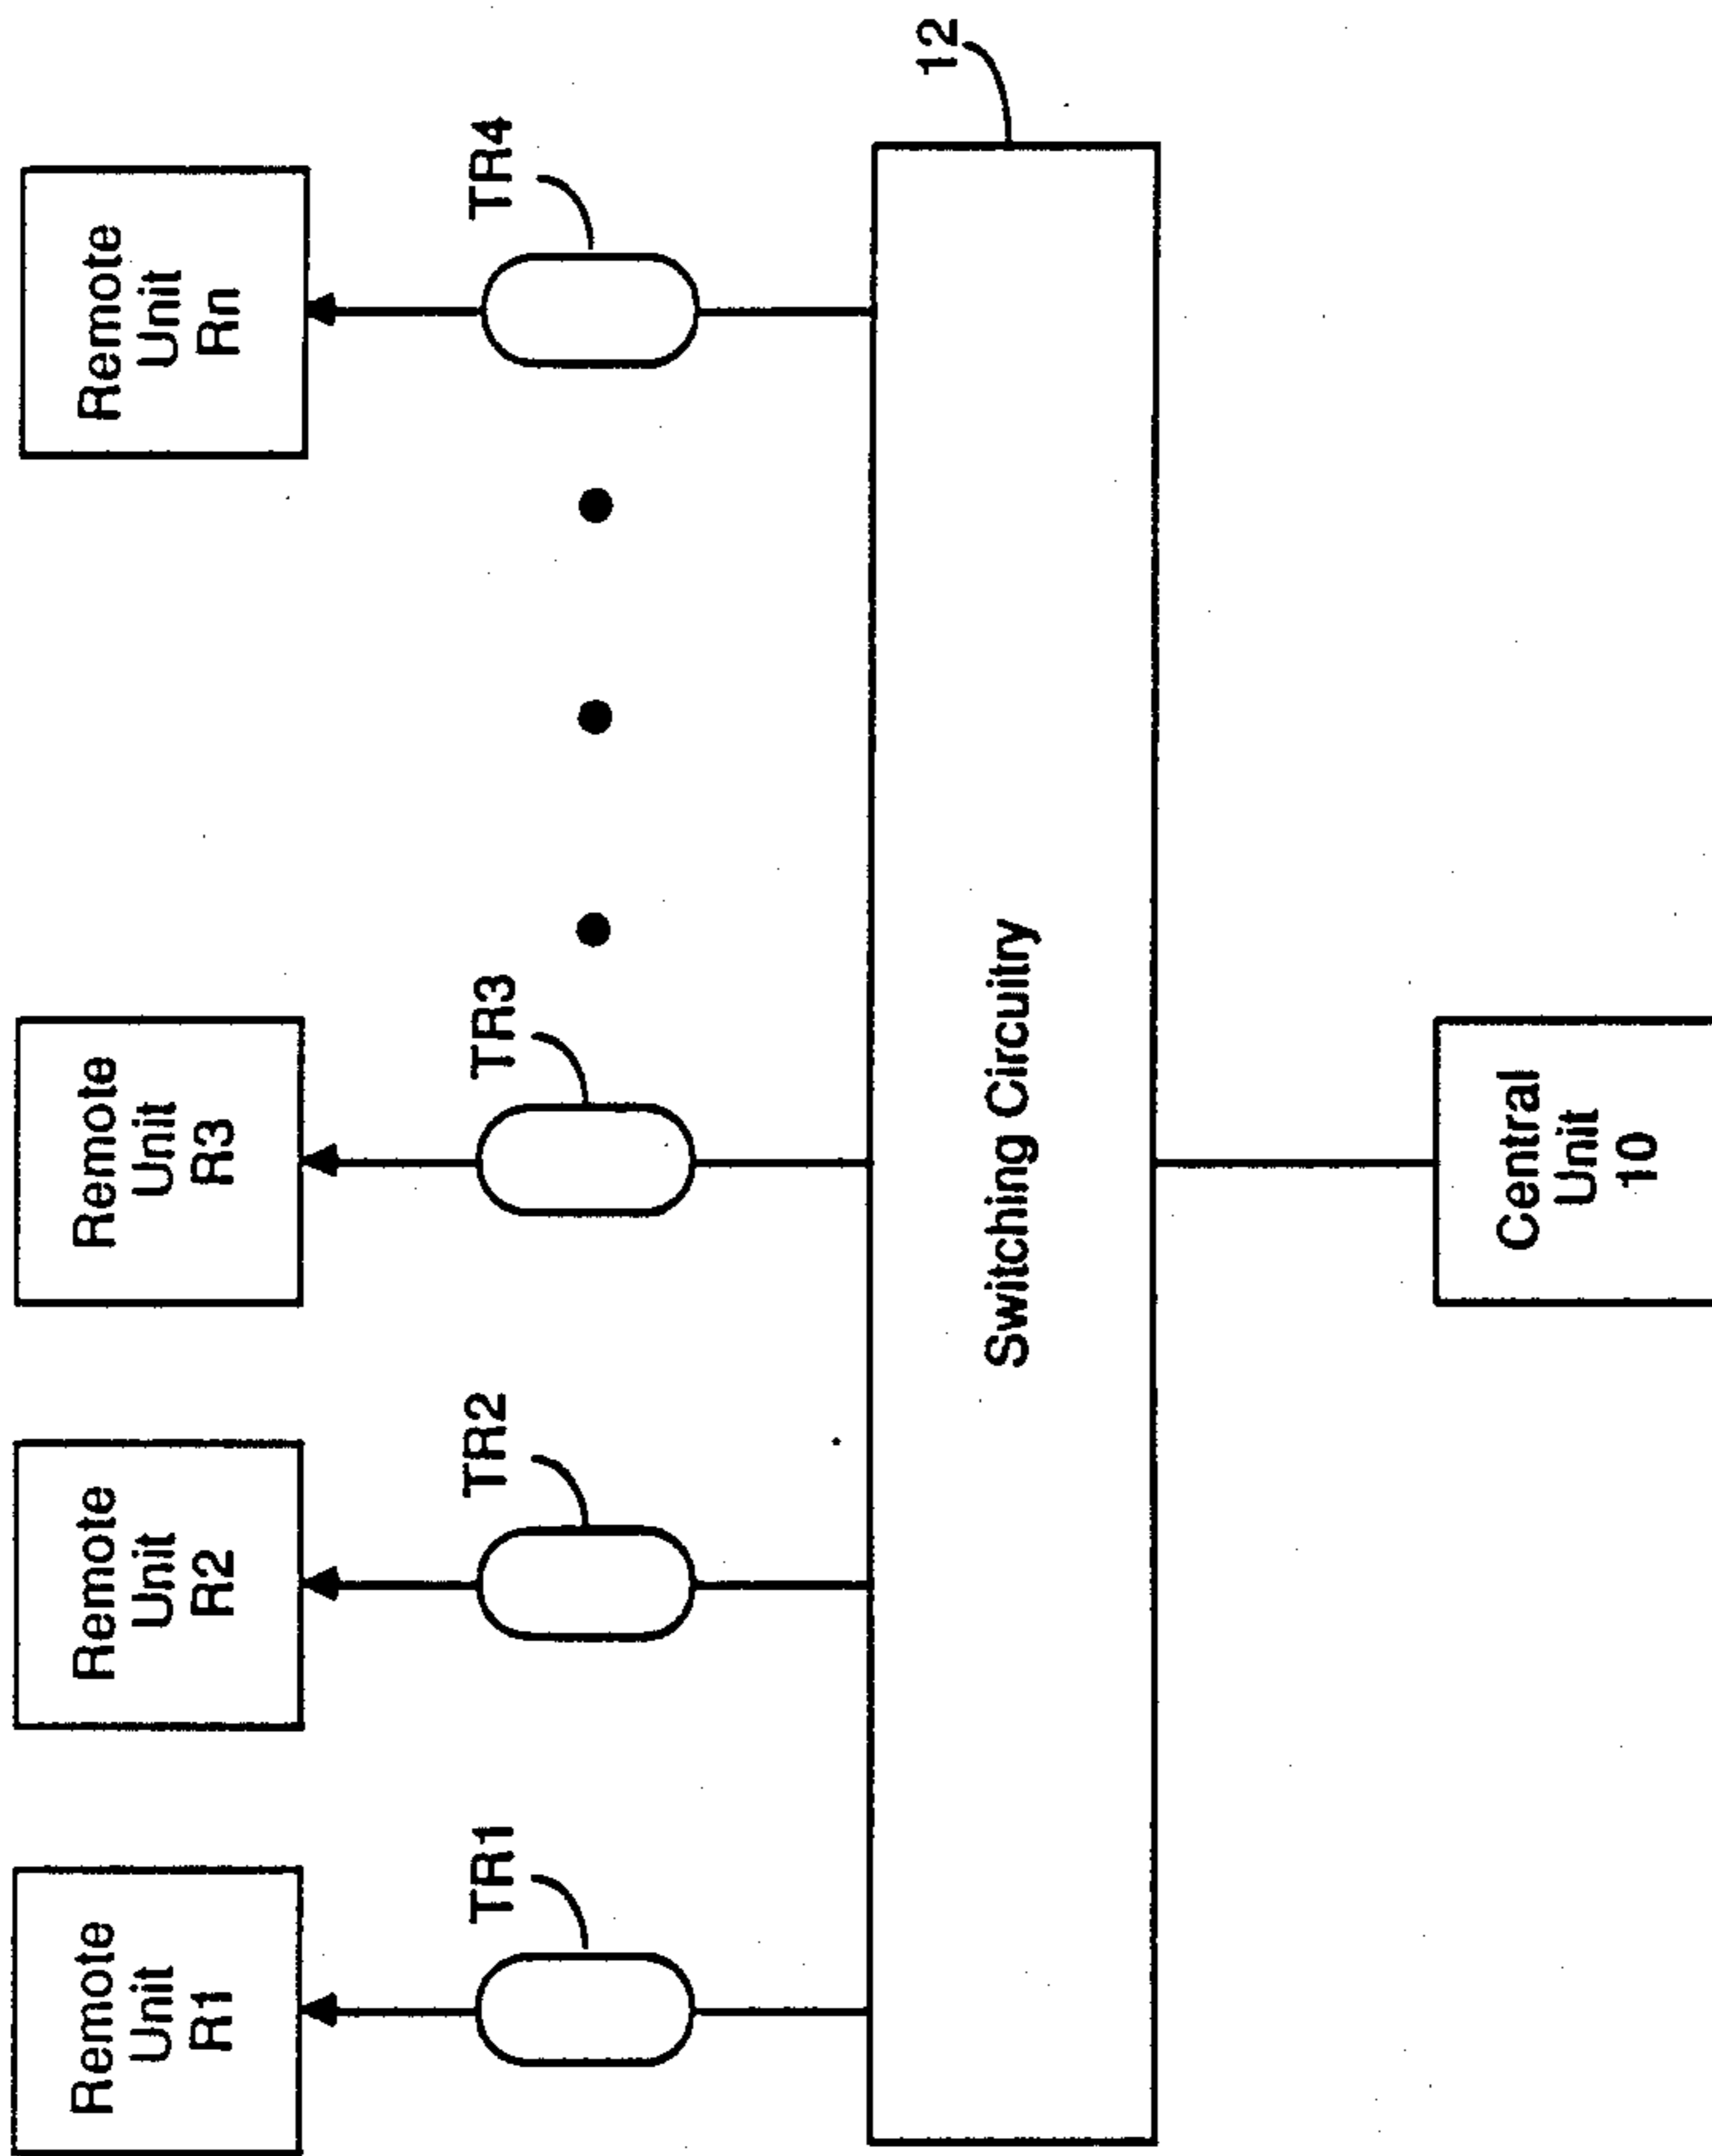 Remote
Unit
R1
Remote
Unit
R2
Remote
Unit
R3
Remote
Unit
Rn
TR1
TR2
TR3
TR4
Switching Circuitry
12
Central
Unit
10